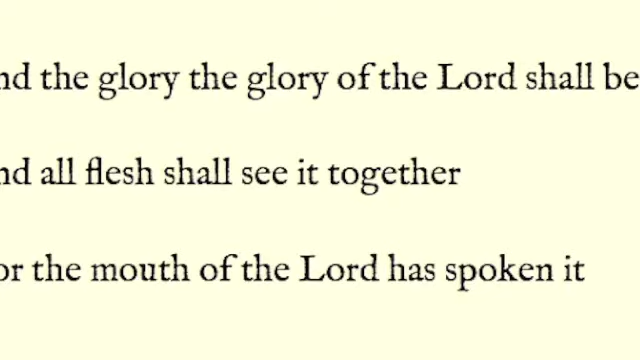 nd the glory the glory of the Lord shall be
nd all flesh shall see it together
or the mouth of the Lord has spoken it